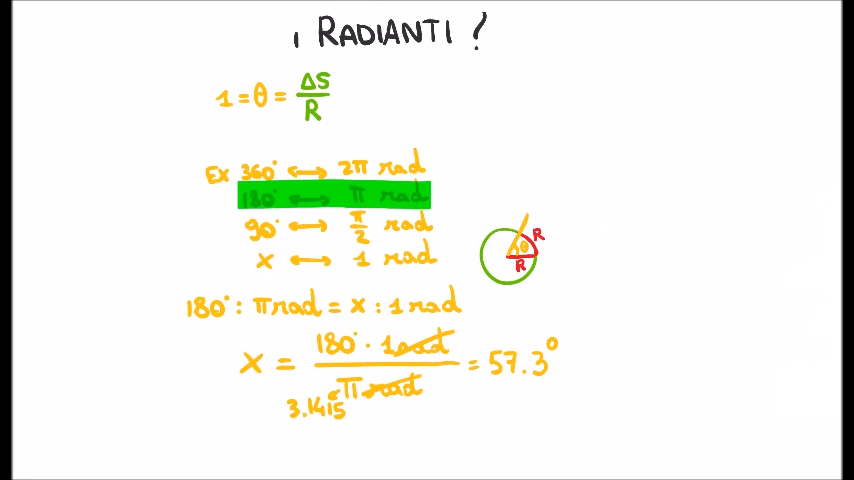 i RADIANTI ?
1 = θ = ΔS / R
Ex 360° ↔ 2π rad
180° ↔ π rad
90° ↔ π/2 rad
x ↔ 1 rad
R
θ
R
180° : π rad = x : 1 rad
x = 180° · 1 rad / π rad = 57.3°
3.1415